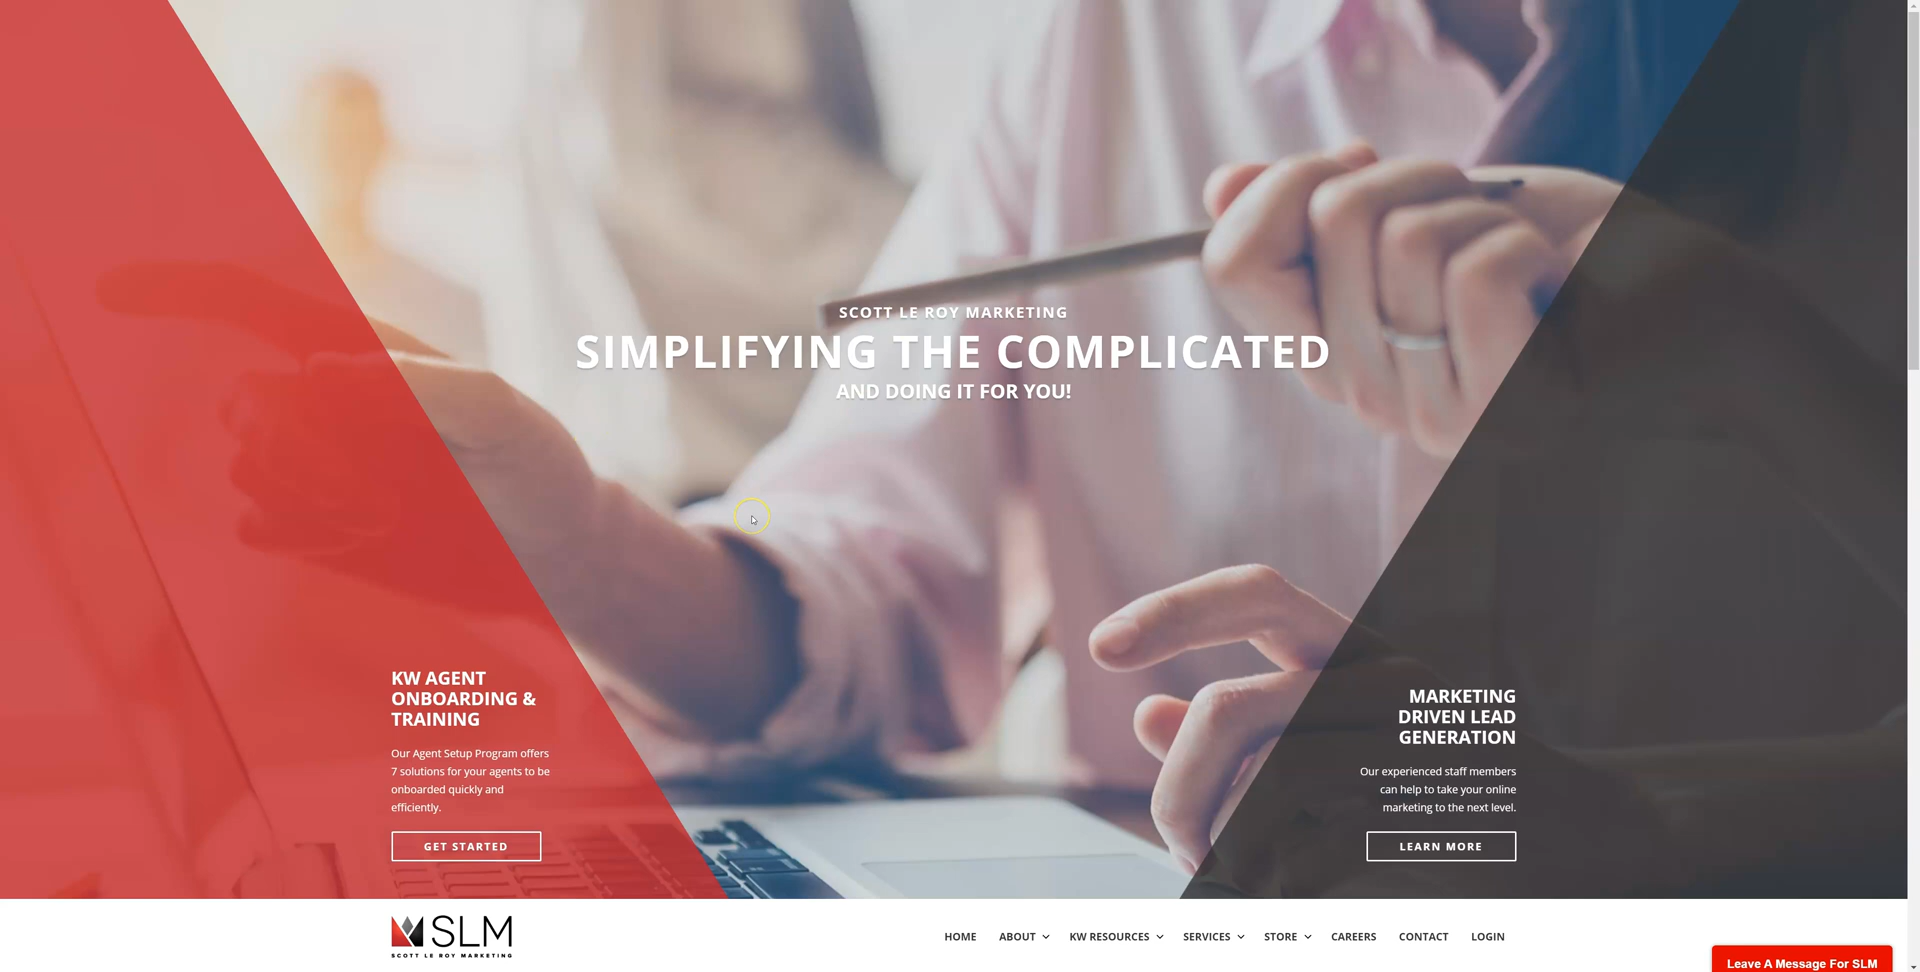 SCOTT LE ROY MARKETING
SIMPLIFYING THE COMPLICATED
AND DOING IT FOR YOU!
KW AGENT
ONBOARDING &
TRAINING
Our Agent Setup Program offers
7 solutions for your agents to be
onboarded quickly and
efficiently.
GET STARTED
MARKETING
DRIVEN LEAD
GENERATION
Our experienced staff members
can help to take your online
marketing to the next level.
LEARN MORE
SLM
SCOTT LE ROY MARKETING
HOME ABOUT KW RESOURCES SERVICES STORE CAREERS CONTACT LOGIN
Leave A Message For SLM